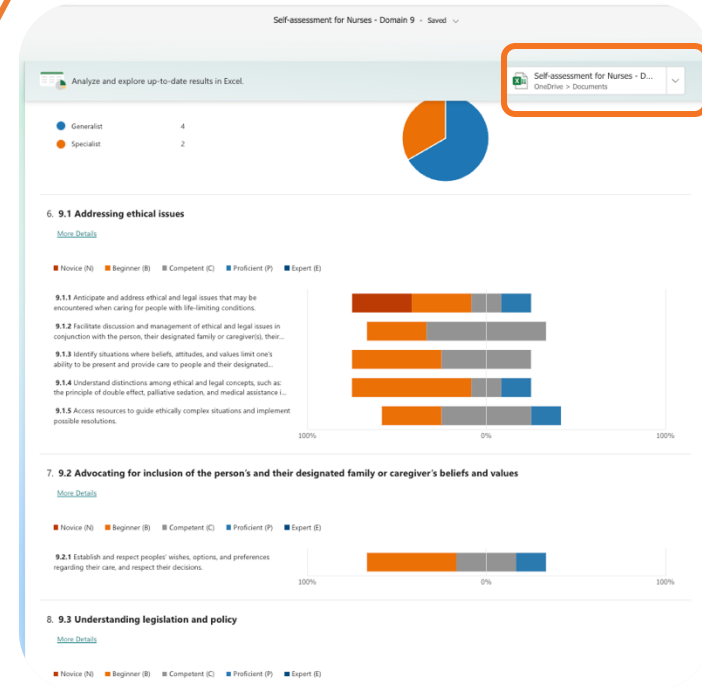 Self-assessment for Nurses - Domain 9 - Saved
Analyze and explore up-to-date results in Excel.
Self-assessment for Nurses - D...
OneDrive > Documents
Generalist 4
Specialist 2
6. 9.1 Addressing ethical issues
More Details
Novice (N) Beginner (B) Competent (C) Proficient (P) Expert (E)
9.1.1 Anticipate and address ethical and legal issues that may be
encountered when caring for people with life-limiting conditions.
9.1.2 Facilitate discussion and management of ethical and legal issues in
conjunction with the person, their designated family or caregiver(s), their...
9.1.3 Identify situations where beliefs, attitudes, and values limit one's
ability to be present and provide care to people and their designated...
9.1.4 Understand distinctions among ethical and legal concepts, such as:
the principle of double effect, palliative sedation, and medical assistance i...
9.1.5 Access resources to guide ethically complex situations and implement
possible resolutions.
100% 0% 100%
7. 9.2 Advocating for inclusion of the person's and their designated family or caregiver's beliefs and values
More Details
Novice (N) Beginner (B) Competent (C) Proficient (P) Expert (E)
9.2.1 Establish and respect peoples' wishes, options, and preferences
regarding their care, and respect their decisions.
100% 0% 100%
8. 9.3 Understanding legislation and policy
More Details
Novice (N) Beginner (B) Competent (C) Proficient (P) Expert (E)